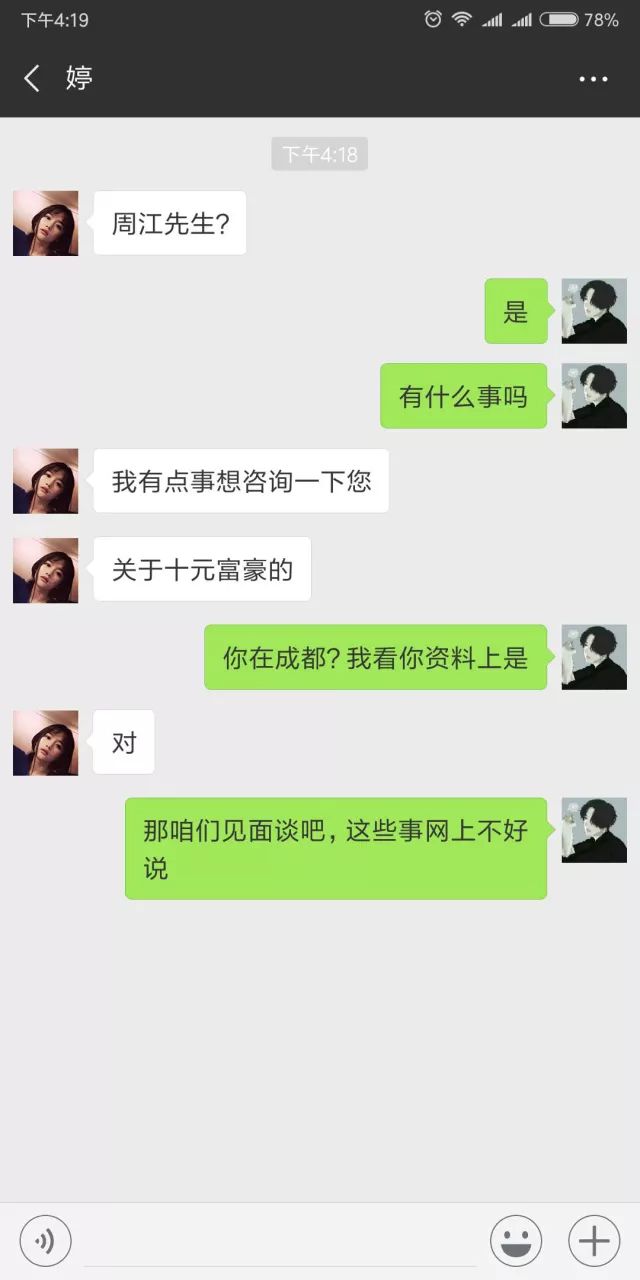 下午4:19
78%
婷
下午4:18
周江先生?
是
有什么事吗
我有点事想咨询一下您
关于十元富豪的
你在成都?我看你资料上是
对
那咱们见面谈吧,这些事网上不好
说